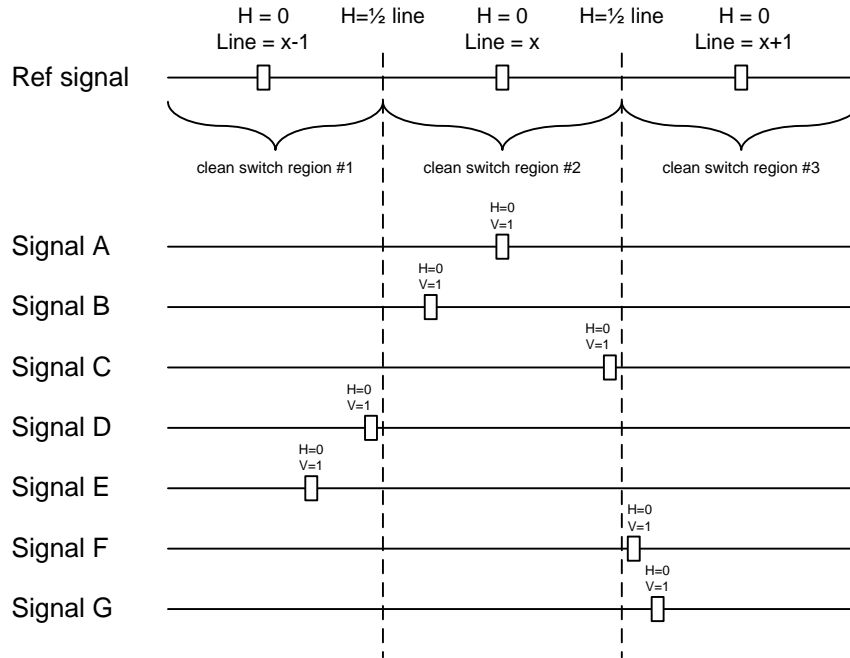 H = 0 H=½ line H = 0 H=½ line H = 0
Line = x-1 Line = x Line = x+1
Ref signal
clean switch region #1 clean switch region #2 clean switch region #3
H=0
V=1
Signal A
H=0
V=1
Signal B
H=0
V=1
Signal C
H=0
V=1
Signal D
H=0
V=1
Signal E
H=0
V=1
Signal F
H=0
V=1
Signal G